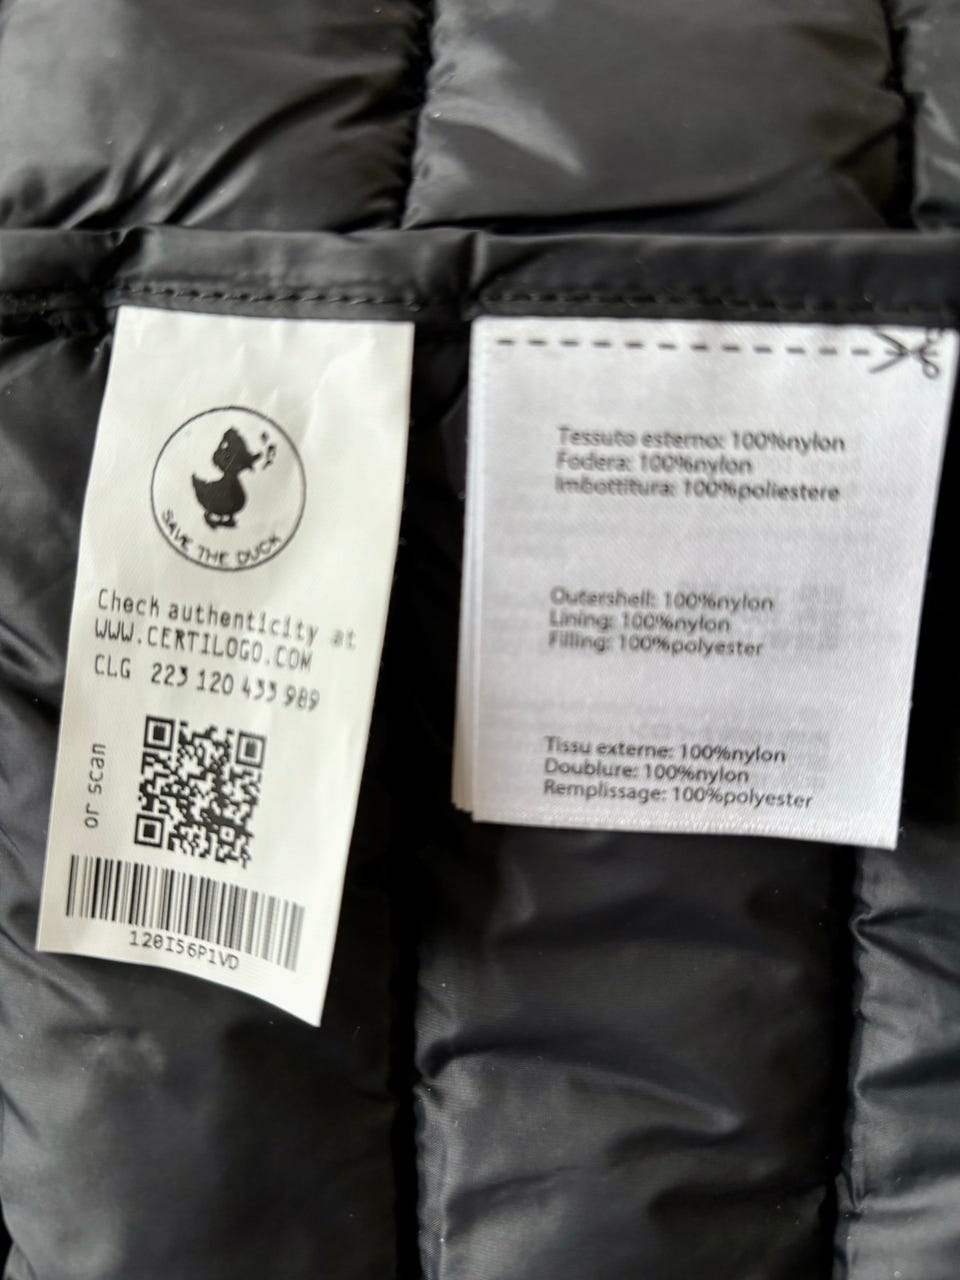 SAVE THE DUCK
Check authenticity at
WWW.CERTILOGO.COM
CLG 223 120 433 989
or scan
120I56P1VD
Tessuto esterno: 100%nylon
Fodera: 100%nylon
Imbottitura: 100%poliestere
Outershell: 100%nylon
Lining: 100%nylon
Filling: 100%polyester
Tissu externe: 100%nylon
Doublure: 100%nylon
Remplissage: 100%polyester